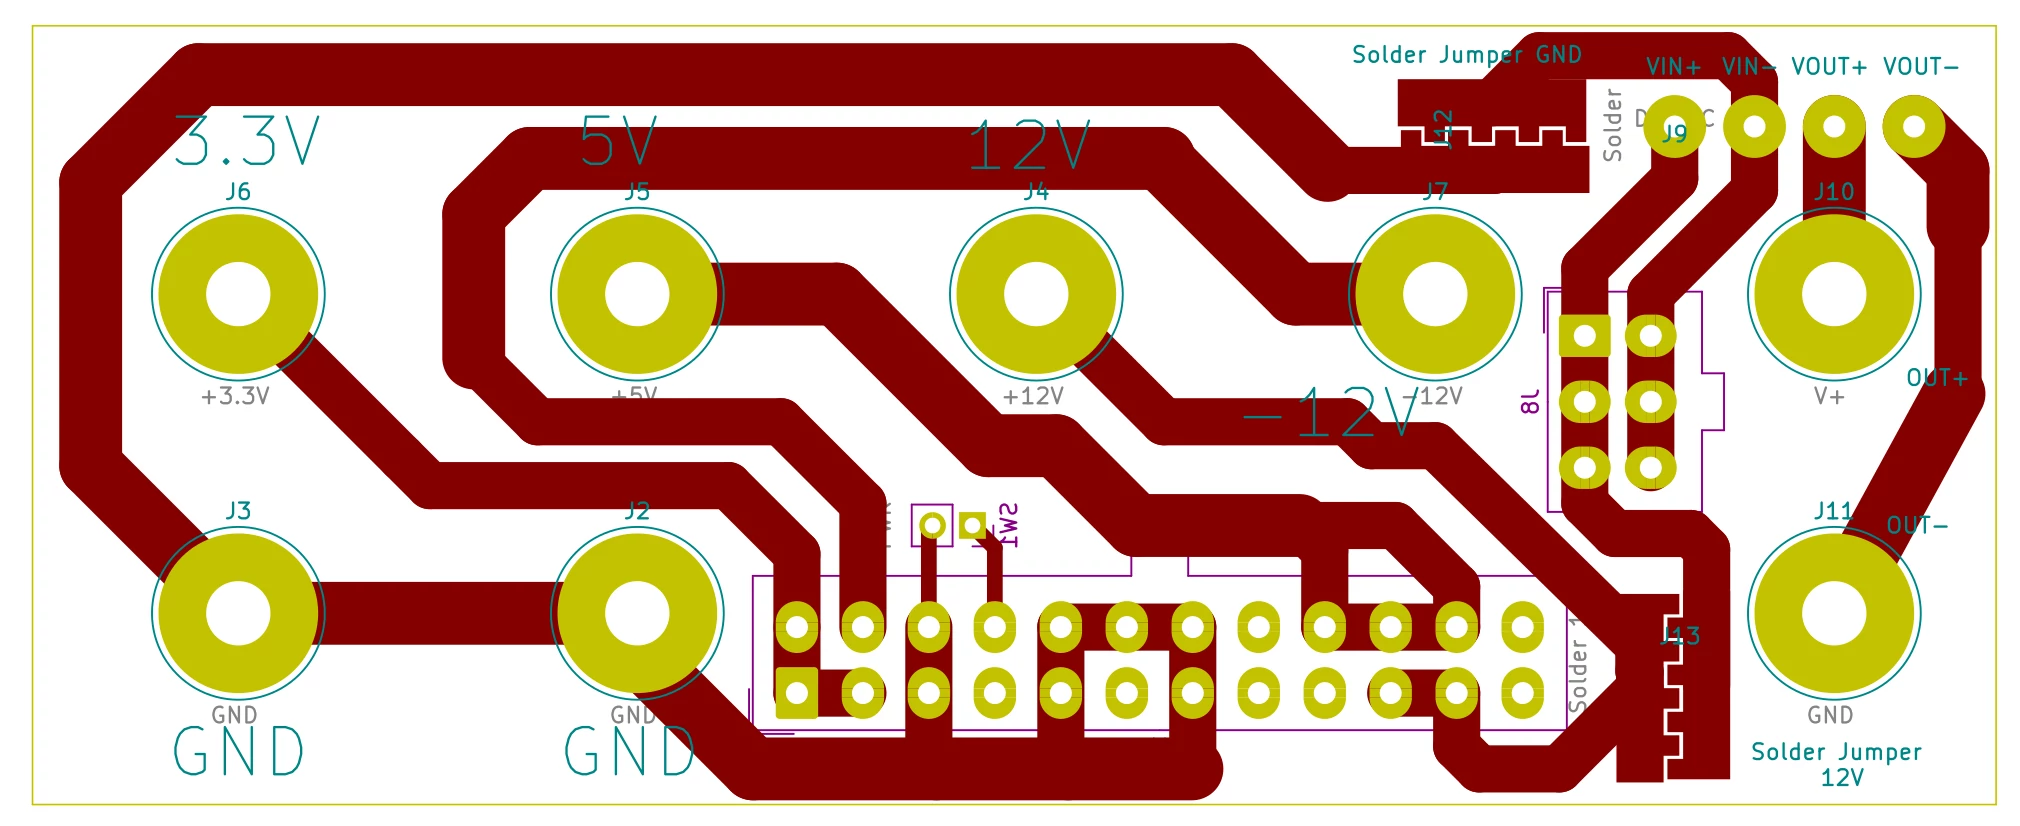 Solder Jumper GND
VIN+ VIN- VOUT+ VOUT-
J12
Solder
J9
3.3V
5V
12V
J6
J5
J4
J7
J10
+3.3V
+5V
+12V
-12V
-12V
J8
V+
OUT+
OUT-
J3
J2
SW1
J11
J13
Solder 1
GND
GND
GND
GND
GND
Solder Jumper
12V